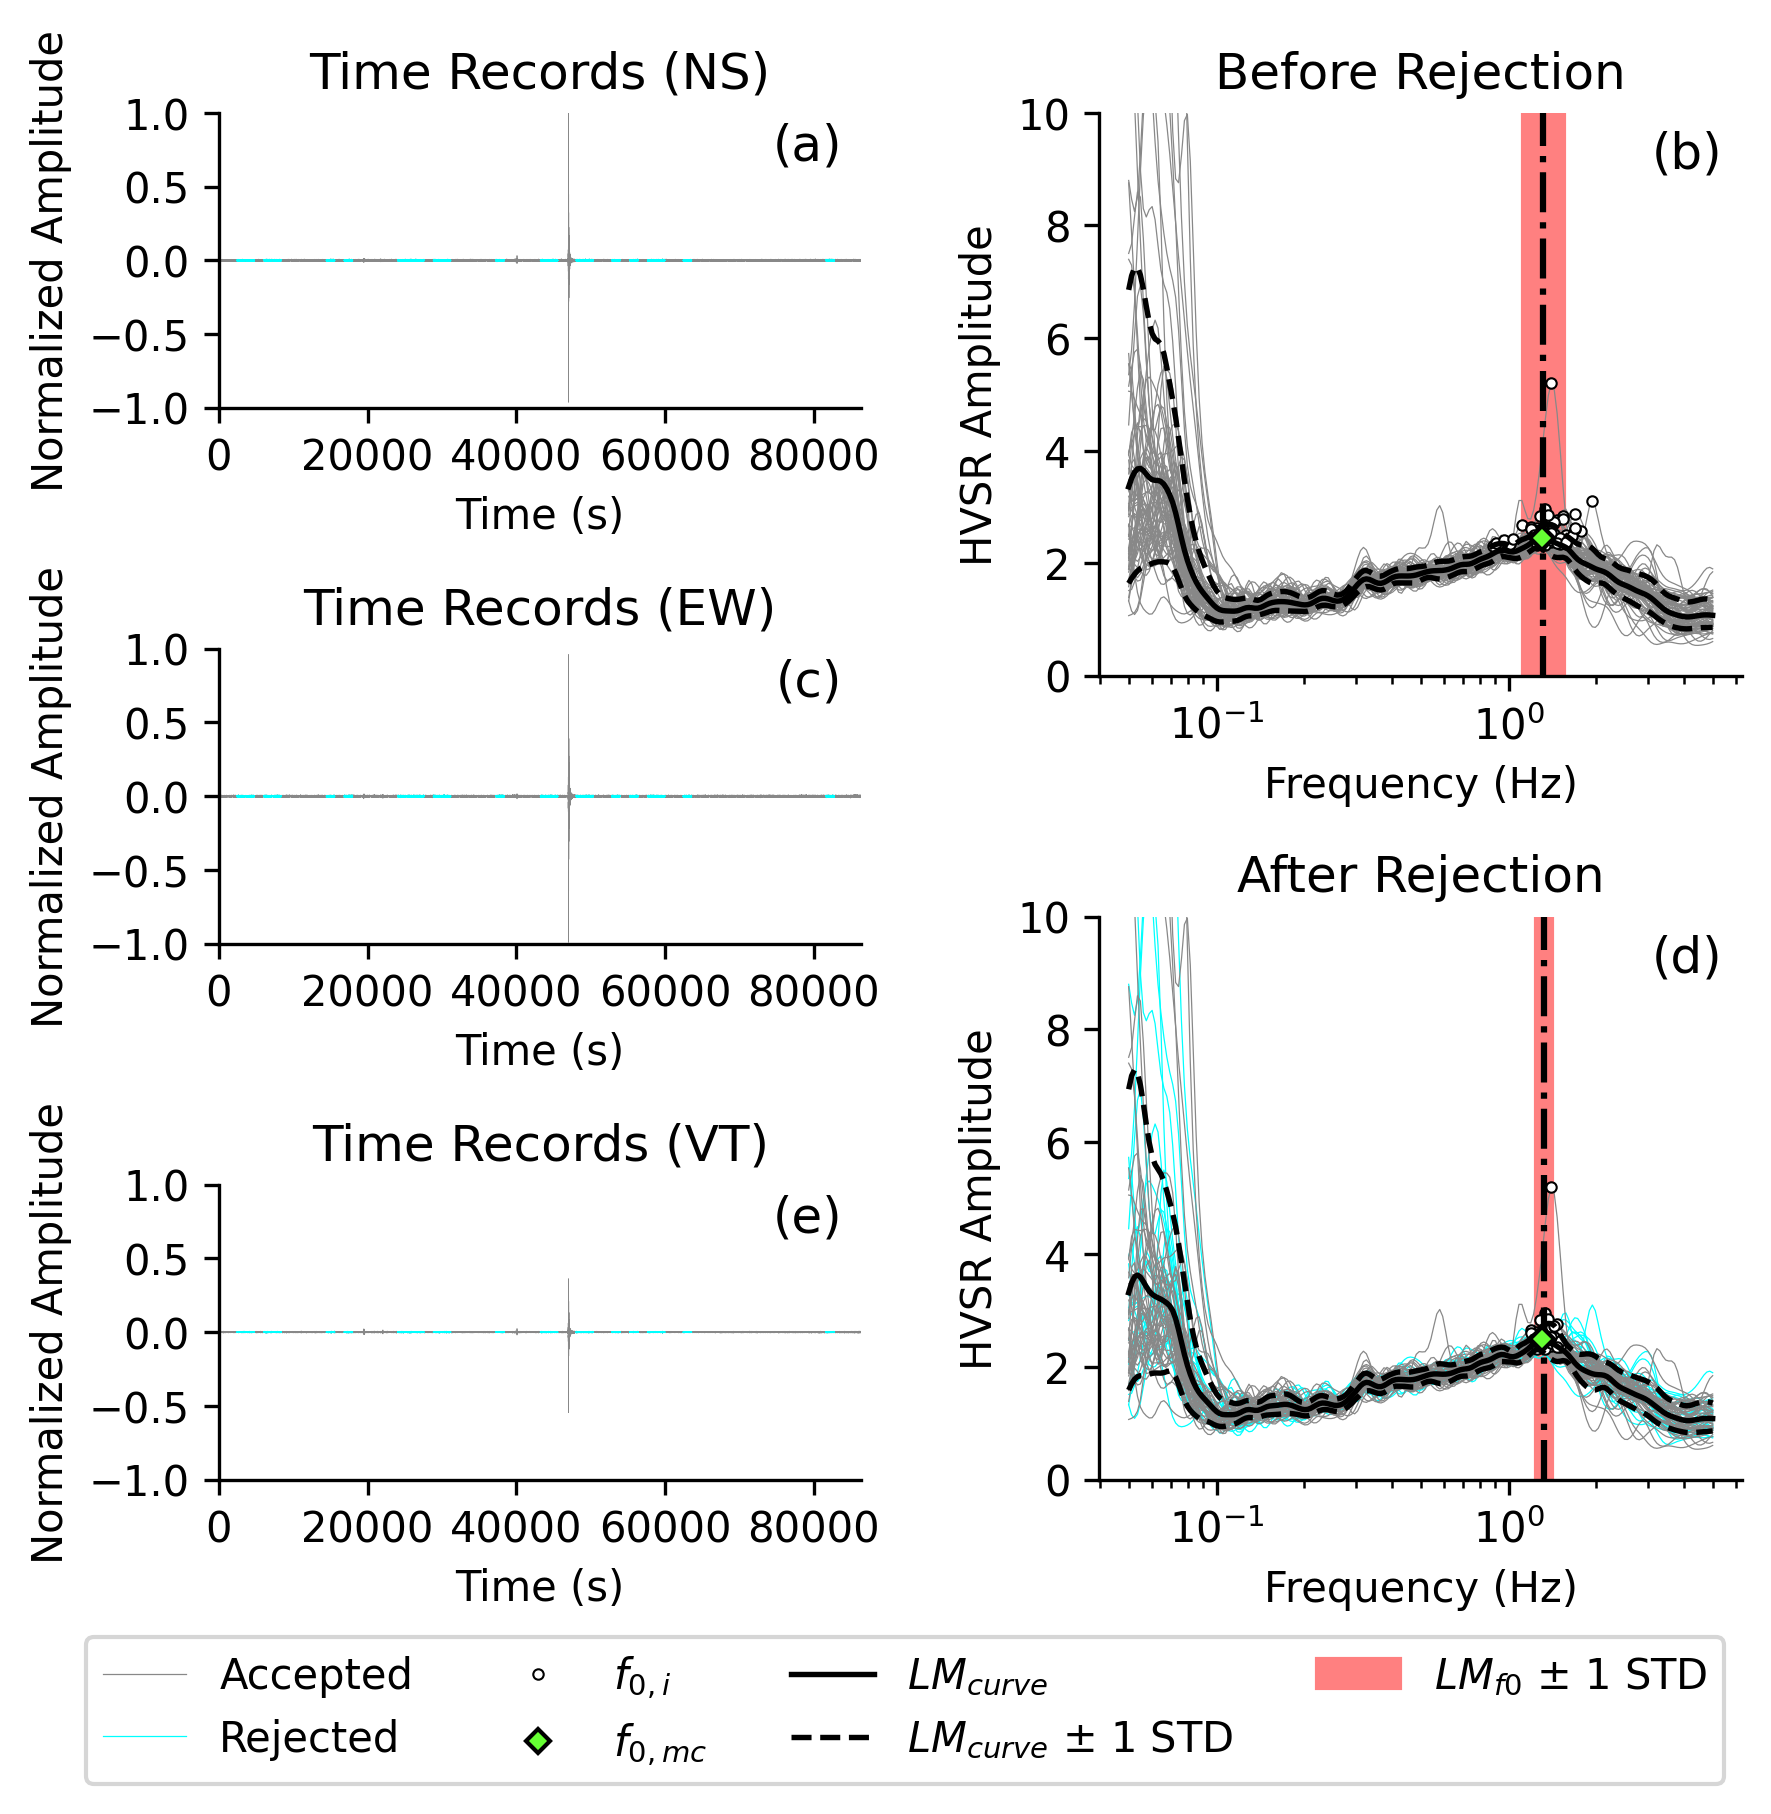 Time Records (NS)
(a)
Normalized Amplitude
1.0
0.5
0.0
−0.5
−1.0
0 20000 40000 60000 80000
Time (s)
Before Rejection
(b)
HVSR Amplitude
10
8
6
4
2
0
10⁻¹ 10⁰
Frequency (Hz)
Time Records (EW)
(c)
Normalized Amplitude
1.0
0.5
0.0
−0.5
−1.0
0 20000 40000 60000 80000
Time (s)
After Rejection
(d)
HVSR Amplitude
10
8
6
4
2
0
10⁻¹ 10⁰
Frequency (Hz)
Time Records (VT)
(e)
Normalized Amplitude
1.0
0.5
0.0
−0.5
−1.0
0 20000 40000 60000 80000
Time (s)
Accepted
Rejected
f0,i
f0,mc
LMcurve
LMcurve ± 1 STD
LMf0 ± 1 STD